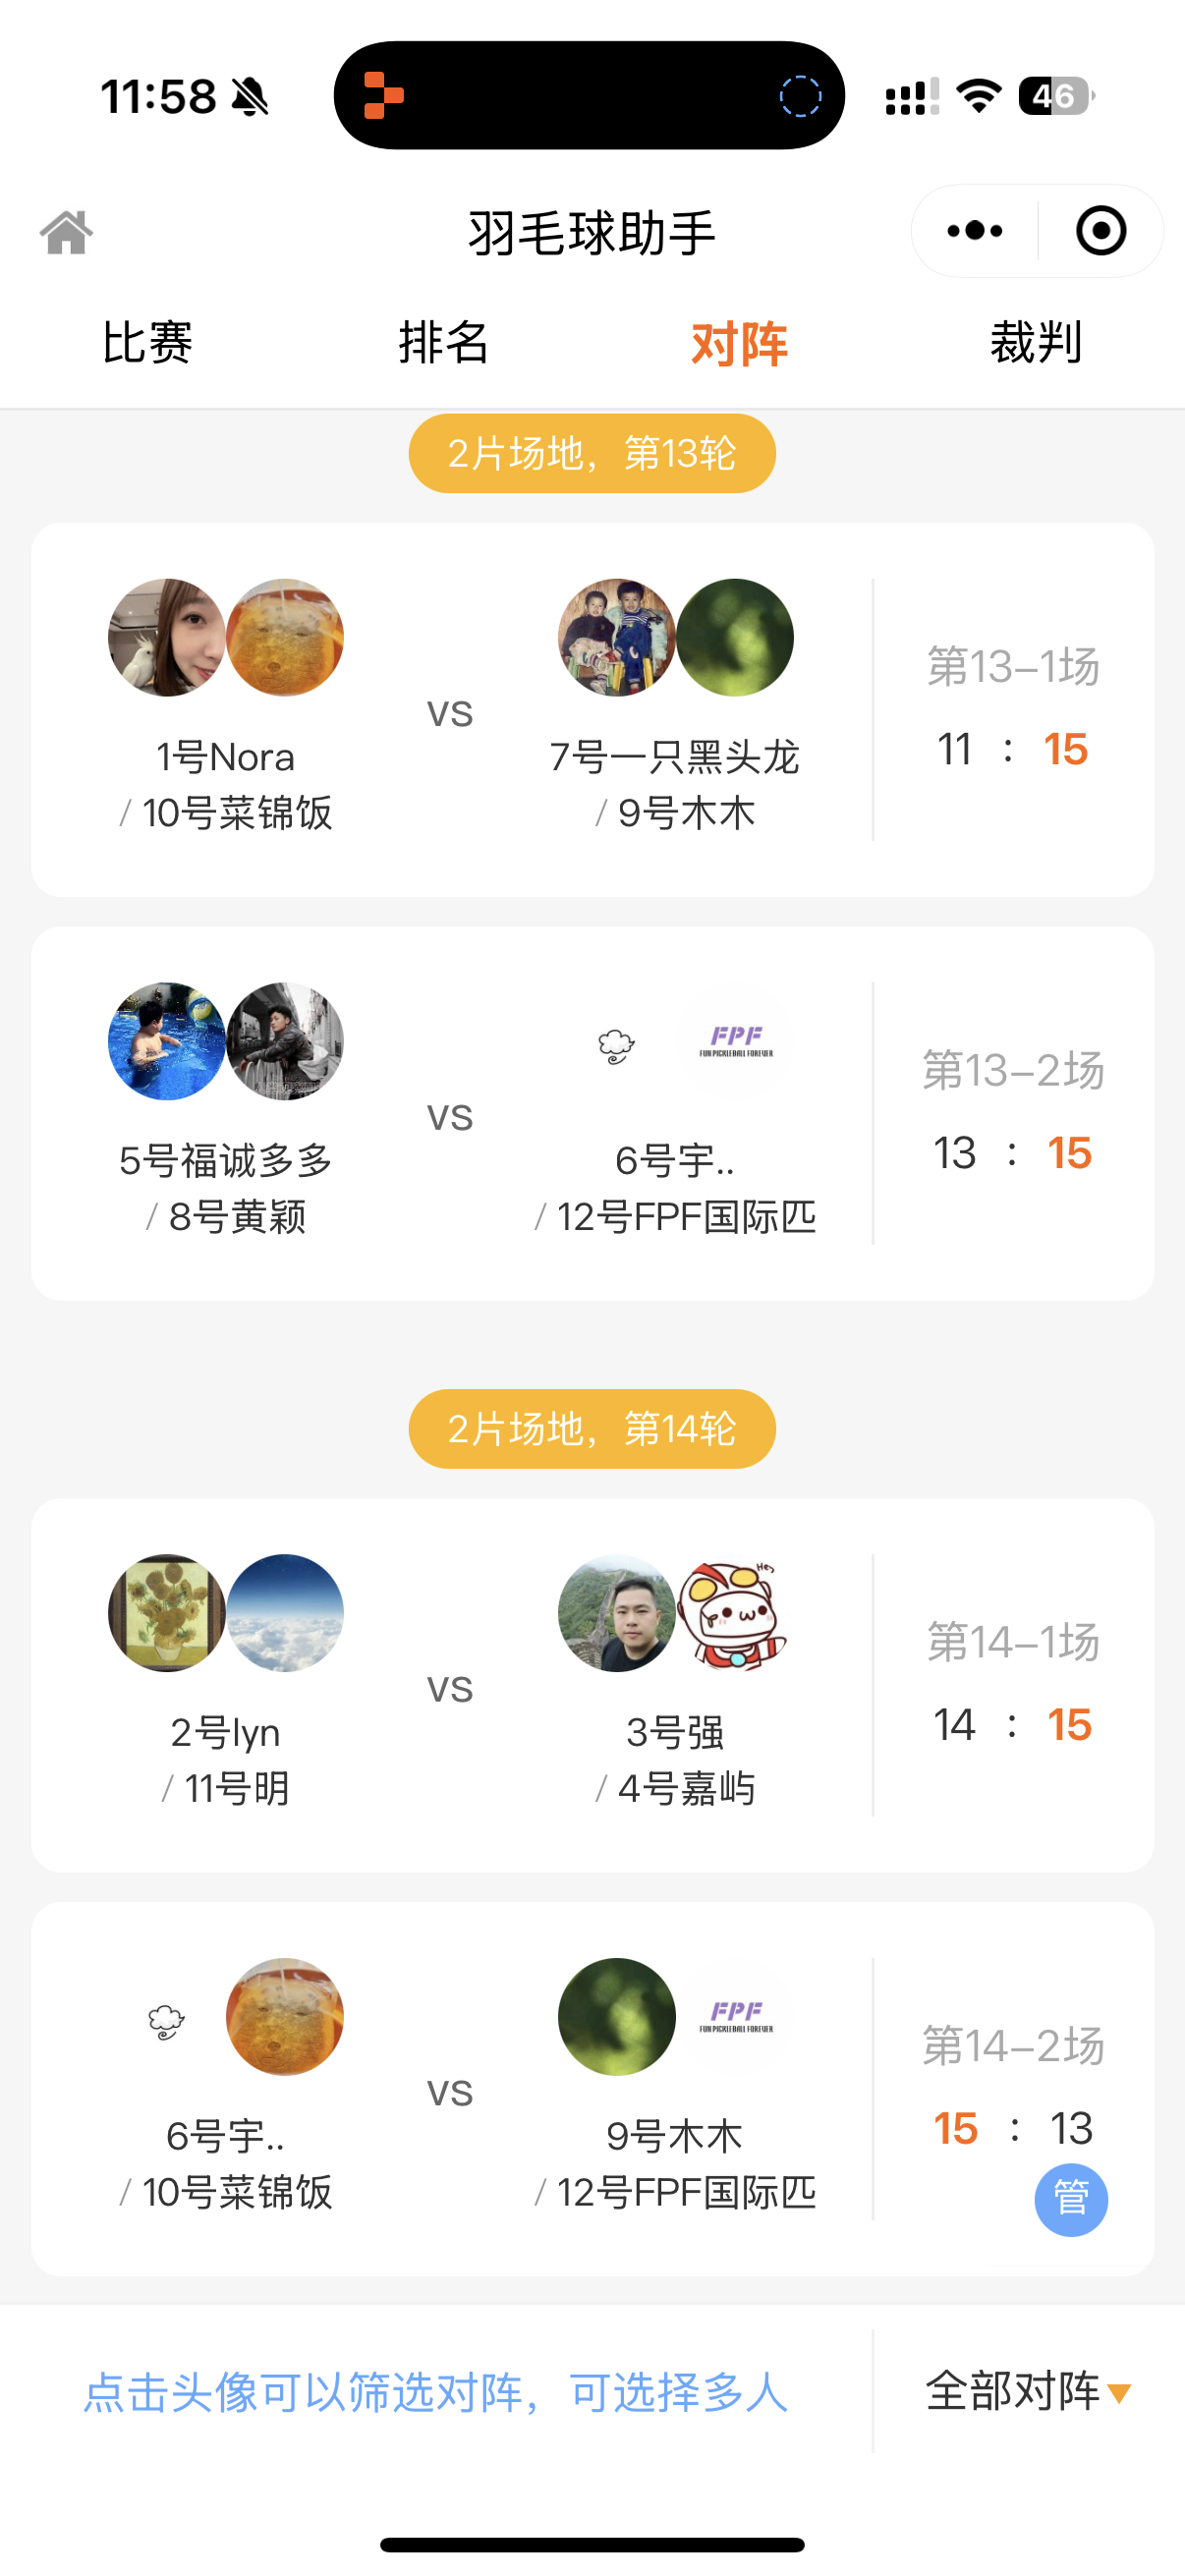 11:58
46
羽毛球助手
比赛 排名 对阵 裁判
2片场地，第13轮
1号Nora
/ 10号菜锦饭
vs
7号一只黑头龙
/ 9号木木
第13-1场
11 : 15
5号福诚多多
/ 8号黄颖
vs
FPF
FUN PICKLEBALL FOREVER
6号宇..
/ 12号FPF国际匹
第13-2场
13 : 15
2片场地，第14轮
2号lyn
/ 11号明
vs
Hey
3号强
/ 4号嘉屿
第14-1场
14 : 15
6号宇..
/ 10号菜锦饭
vs
FPF
FUN PICKLEBALL FOREVER
9号木木
/ 12号FPF国际匹
第14-2场
15 : 13
管
点击头像可以筛选对阵，可选择多人
全部对阵